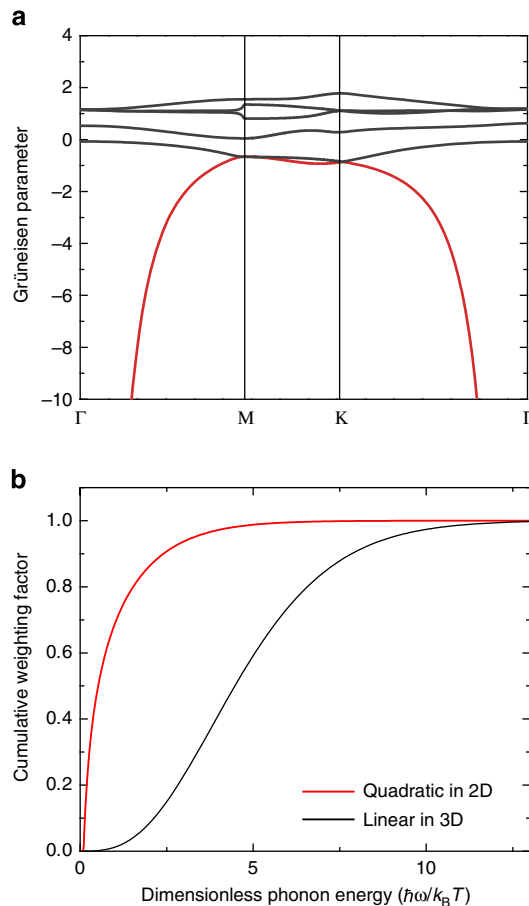 a
4
2
0
−2
−4
−6
−8
−10
Grüneisen parameter
Γ M K Γ
b
1.0
0.8
0.6
0.4
0.2
0.0
Cumulative weighting factor
Quadratic in 2D
Linear in 3D
0 5 10
Dimensionless phonon energy (ℏω/k_BT)